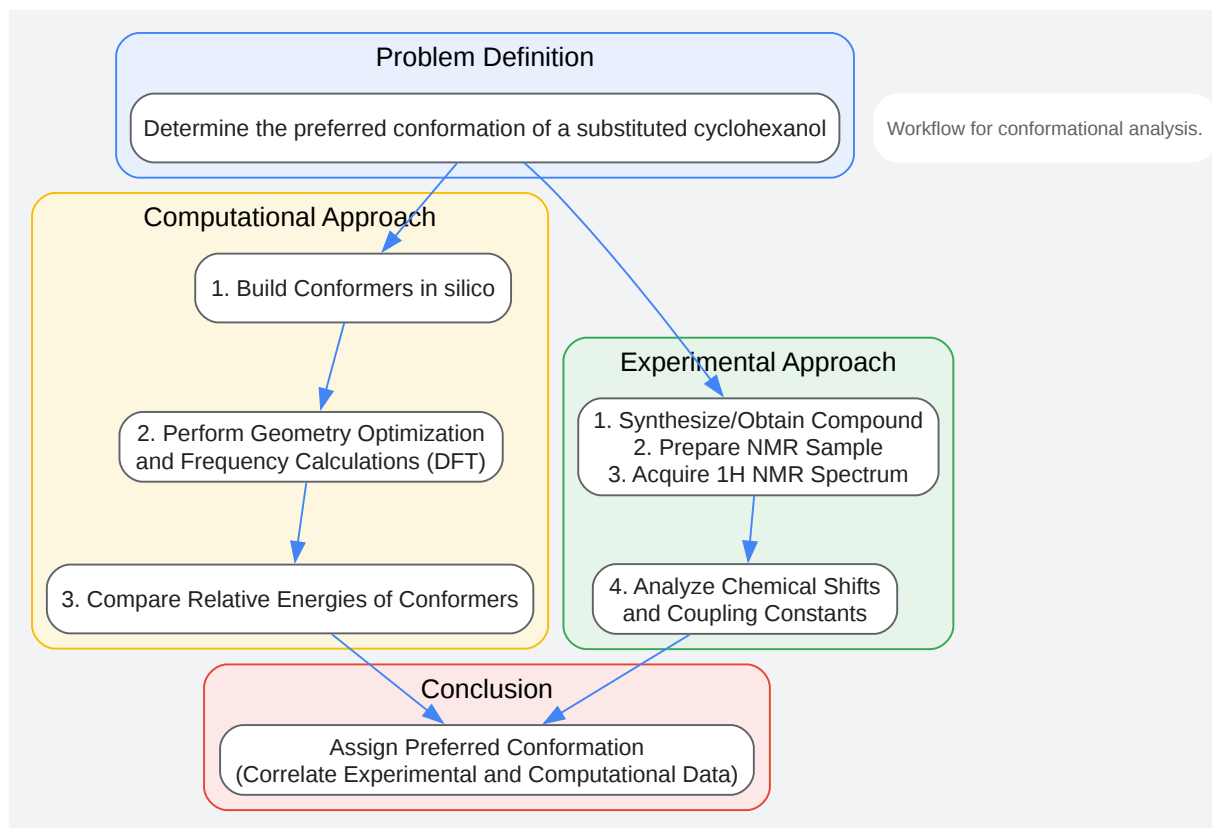 Problem Definition
Determine the preferred conformation of a substituted cyclohexanol
Workflow for conformational analysis.
Computational Approach
1. Build Conformers in silico
2. Perform Geometry Optimization
and Frequency Calculations (DFT)
3. Compare Relative Energies of Conformers
Experimental Approach
1. Synthesize/Obtain Compound
2. Prepare NMR Sample
3. Acquire 1H NMR Spectrum
4. Analyze Chemical Shifts
and Coupling Constants
Conclusion
Assign Preferred Conformation
(Correlate Experimental and Computational Data)